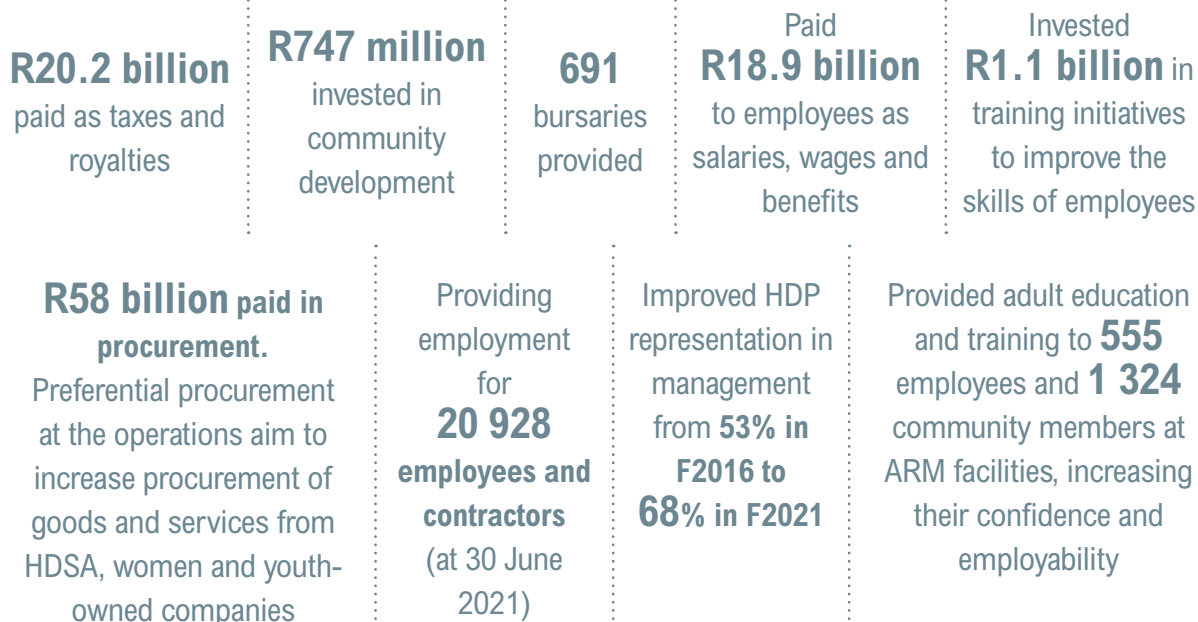 R20.2 billion
paid as taxes and
royalties
R747 million
invested in
community
development
691
bursaries
provided
Paid
R18.9 billion
to employees as
salaries, wages and
benefits
Invested
R1.1 billion in
training initiatives
to improve the
skills of employees
R58 billion paid in
procurement.
Preferential procurement
at the operations aim to
increase procurement of
goods and services from
HDSA, women and youth-
owned companies
Providing
employment
for
20 928
employees and
contractors
(at 30 June
2021)
Improved HDP
representation in
management
from 53% in
F2016 to
68% in F2021
Provided adult education
and training to 555
employees and 1 324
community members at
ARM facilities, increasing
their confidence and
employability